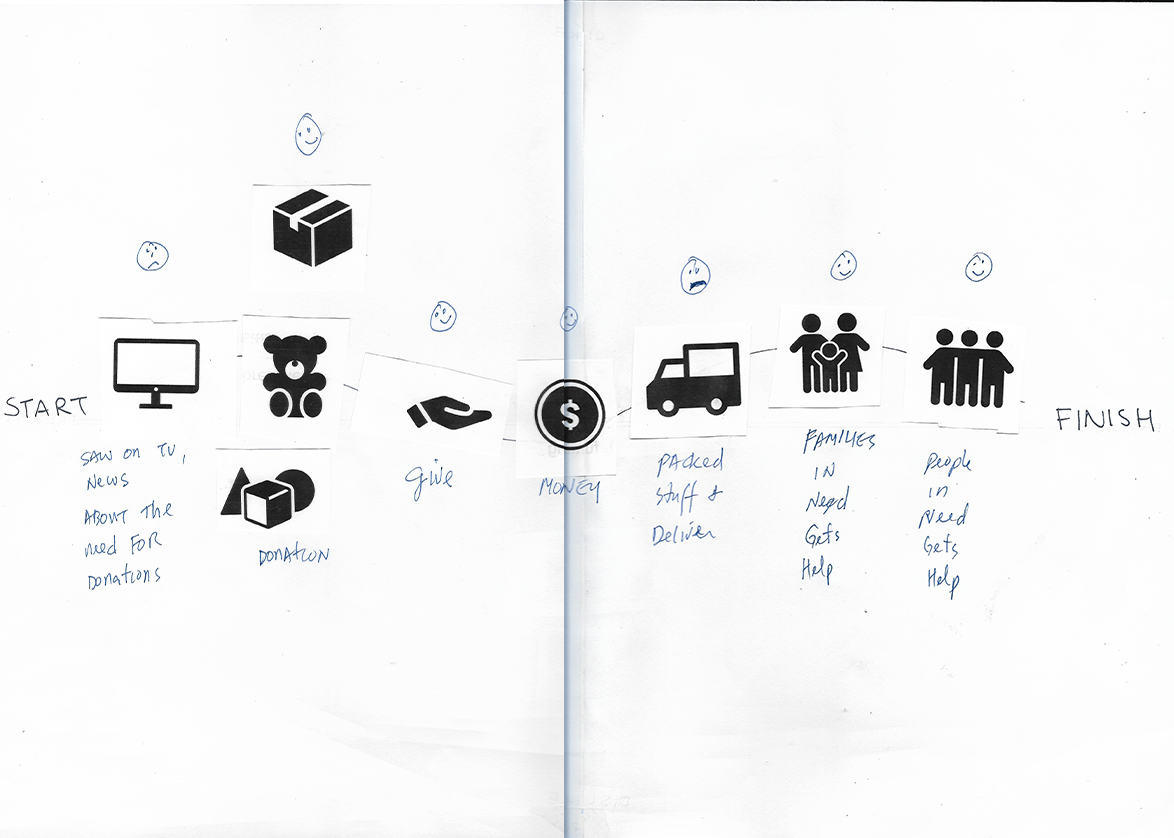 START
SAW ON TV,
NEWS
ABOUT THE
need FOR
Donations
DONATION
give
$
MONEY
PACKED
Stuff &
Deliver
FAMILIES
IN
Need
Gets
Help
People
in
Need
Gets
Help
FINISH